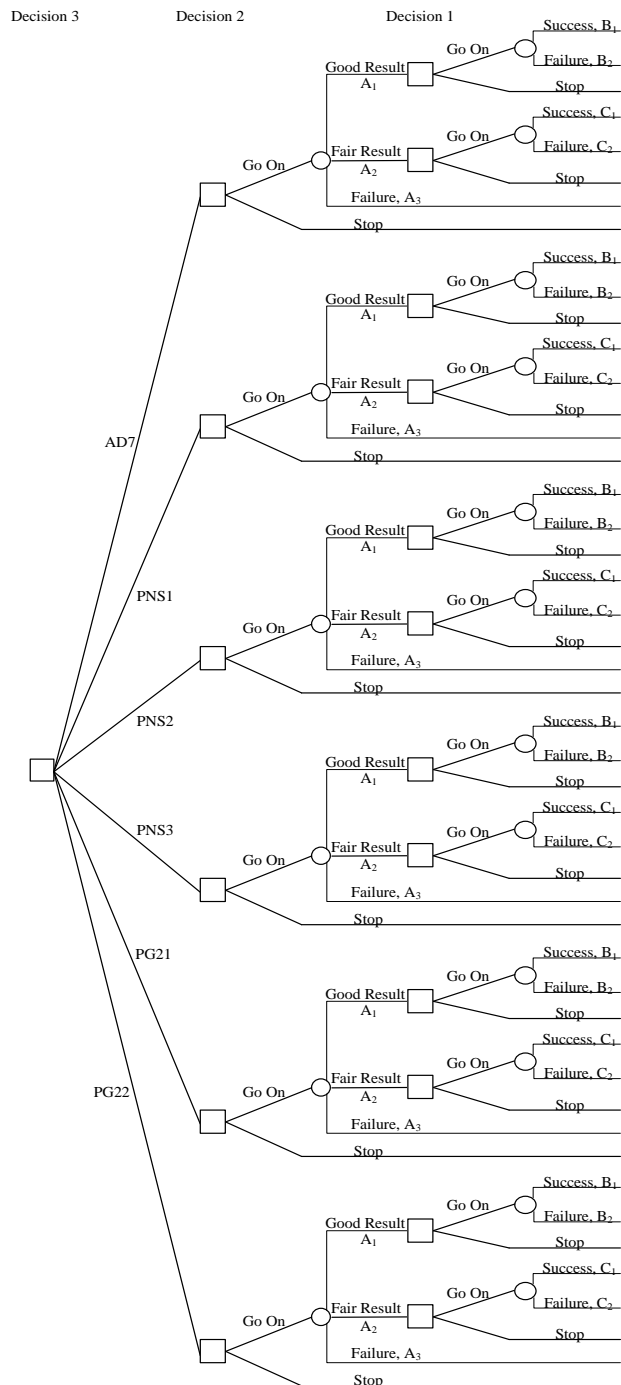 Decision 3 Decision 2 Decision 1
Success, B₁
Go On
Failure, B₂
Good Result
A₁
Stop
Success, C₁
Go On
Failure, C₂
Go On
Fair Result
A₂
Stop
Failure, A₃
Stop
Success, B₁
Go On
Failure, B₂
Good Result
A₁
Stop
Success, C₁
Go On
Failure, C₂
Go On
Fair Result
A₂
Stop
Failure, A₃
AD7
Stop
Success, B₁
Go On
Failure, B₂
Good Result
A₁
Stop
Success, C₁
Go On
PNS1
Failure, C₂
Go On
Fair Result
A₂
Stop
Failure, A₃
Stop
PNS2
Success, B₁
Go On
Failure, B₂
Good Result
A₁
Stop
Success, C₁
Go On
PNS3
Failure, C₂
Go On
Fair Result
A₂
Stop
Failure, A₃
Stop
PG21
Success, B₁
Go On
Failure, B₂
Good Result
A₁
Stop
Success, C₁
Go On
Failure, C₂
Go On
Fair Result
PG22
A₂
Stop
Failure, A₃
Stop
Success, B₁
Go On
Failure, B₂
Good Result
A₁
Stop
Success, C₁
Go On
Failure, C₂
Go On
Fair Result
A₂
Stop
Failure, A₃
Stop